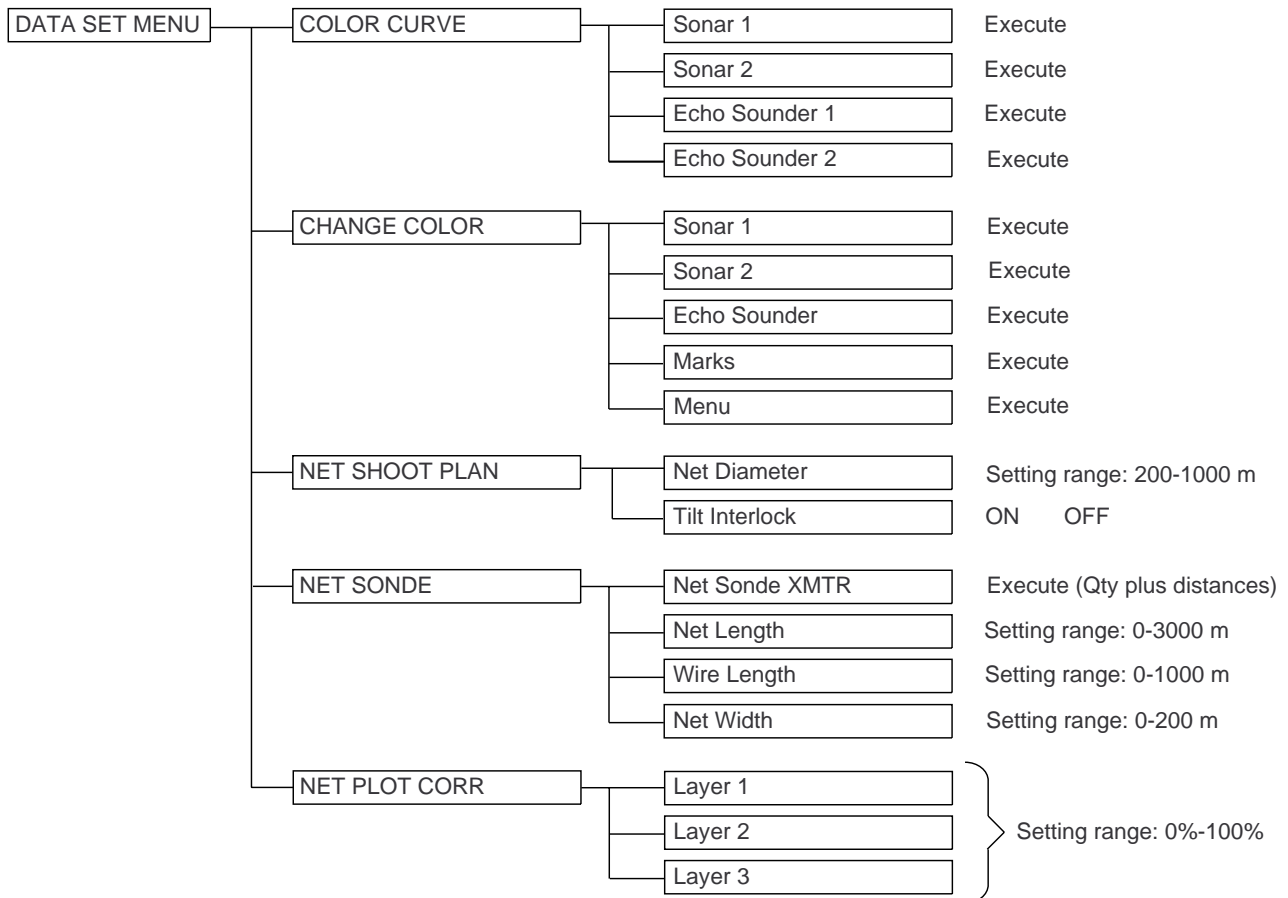 DATA SET MENU
COLOR CURVE
Sonar 1 Execute
Sonar 2 Execute
Echo Sounder 1 Execute
Echo Sounder 2 Execute
CHANGE COLOR
Sonar 1 Execute
Sonar 2 Execute
Echo Sounder Execute
Marks Execute
Menu Execute
NET SHOOT PLAN
Net Diameter Setting range: 200-1000 m
Tilt Interlock ON OFF
NET SONDE
Net Sonde XMTR Execute (Qty plus distances)
Net Length Setting range: 0-3000 m
Wire Length Setting range: 0-1000 m
Net Width Setting range: 0-200 m
NET PLOT CORR
Layer 1
Layer 2 Setting range: 0%-100%
Layer 3